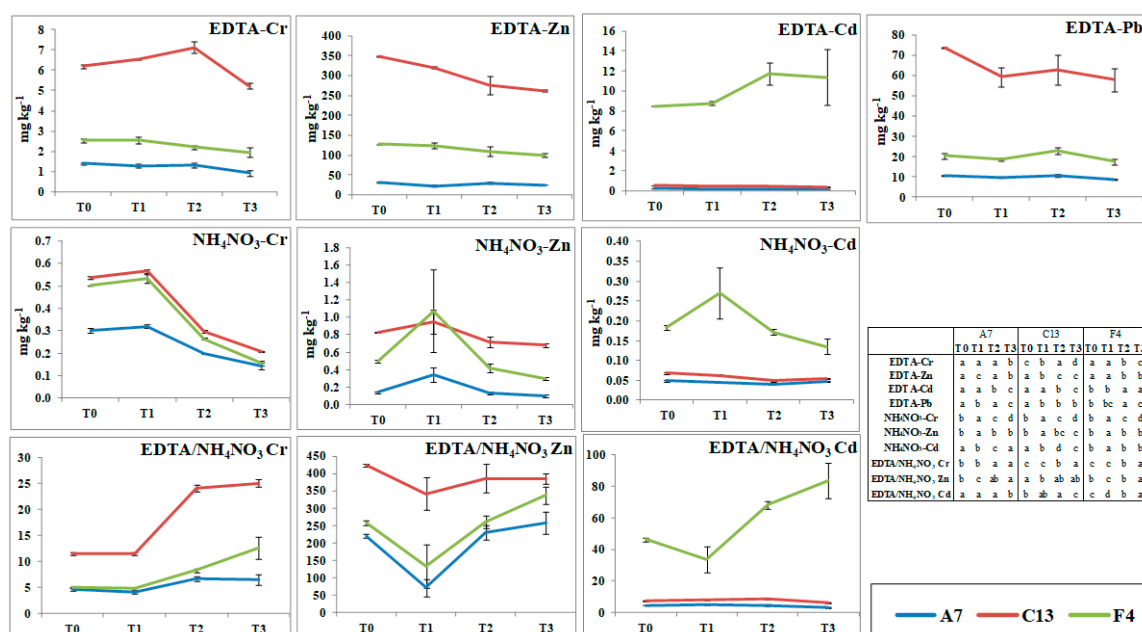 EDTA-Cr
8
7
6
5
4
3
2
1
0
mg kg-1
T0 T1 T2 T3
EDTA-Zn
400
350
300
250
200
150
100
50
0
T0 T1 T2 T3
EDTA-Cd
16
14
12
10
8
6
4
2
0
mg kg-1
T0 T1 T2 T3
EDTA-Pb
80
70
60
50
40
30
20
10
0
mg kg-1
T0 T1 T2 T3
NH4NO3-Cr
0.7
0.6
0.5
0.4
0.3
0.2
0.1
0.0
mg kg-1
T0 T1 T2 T3
NH4NO3-Zn
1.8
1.6
1.4
1.2
1.0
0.8
0.6
0.4
0.2
0.0
mg kg-1
T0 T1 T2 T3
NH4NO3-Cd
0.40
0.35
0.30
0.25
0.20
0.15
0.10
0.05
0.00
mg kg-1
T0 T1 T2 T3
A7 C13 F4
T0 T1 T2 T3 T0 T1 T2 T3 T0 T1 T2 T3
EDTA-Cr a a a b c b a d a a b c
EDTA-Zn a c a b a b c c a a b b
EDTA-Cd a a b c a a b c b b a a
EDTA-Pb a b a c a b b b b bc a c
NH4NO3-Cr b a c d b a c d b a c d
NH4NO3-Zn b a b b b a bc c b a b b
NH4NO3-Cd a b c a a b d c b a b b
EDTA/NH4NO3 Cr b b a a c c b a c c b a
EDTA/NH4NO3 Zn b c ab a a b ab ab b c b a
EDTA/NH4NO3 Cd a a a b b ab a c c d b a
EDTA/NH4NO3 Cr
30
25
20
15
10
5
0
T0 T1 T2 T3
EDTA/NH4NO3 Zn
450
400
350
300
250
200
150
100
50
0
T0 T1 T2 T3
EDTA/NH4NO3 Cd
100
80
60
40
20
0
T0 T1 T2 T3
A7 C13 F4